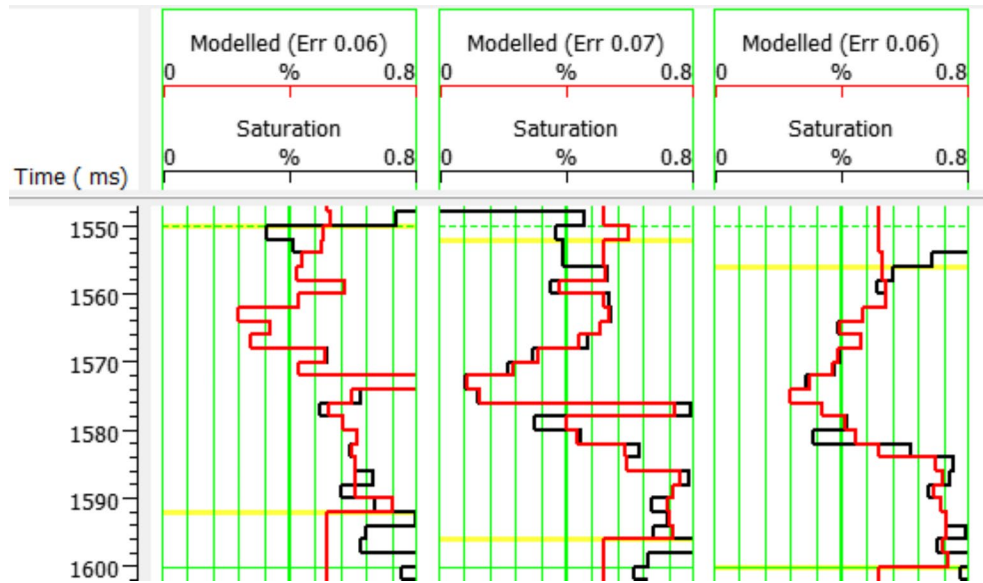 Modelled (Err 0.06) Modelled (Err 0.07) Modelled (Err 0.06)
0 % 0.8 0 % 0.8 0 % 0.8
Saturation Saturation Saturation
0 % 0.8 0 % 0.8 0 % 0.8
Time ( ms)
1550
1560
1570
1580
1590
1600